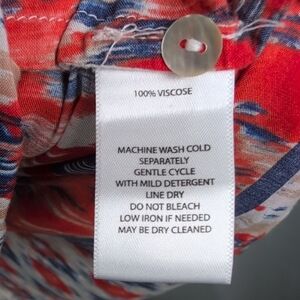 100% VISCOSE
MACHINE WASH COLD
SEPARATELY
GENTLE CYCLE
WITH MILD DETERGENT
LINE DRY
DO NOT BLEACH
LOW IRON IF NEEDED
MAY BE DRY CLEANED